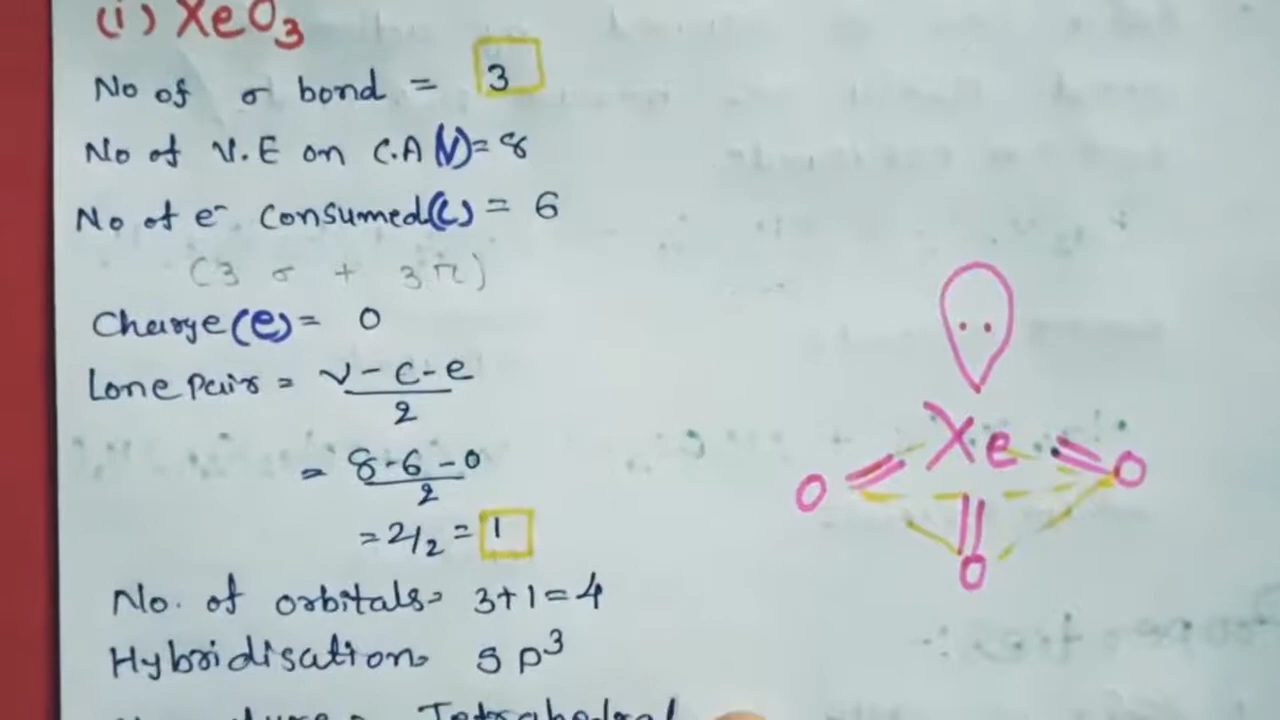 (i) XeO3
No of σ bond = 3
No of V.E on C.A (V)= 8
No of e- consumed(C) = 6
(3 σ + 3 π)
Charge (e) = 0
Lone pair = v - c - e
2
= 8 - 6 - 0
2
= 2/2 = 1
No. of orbitals = 3+1=4
Hybridisation = sp3
Tetrahedral
Xe
O
O
O